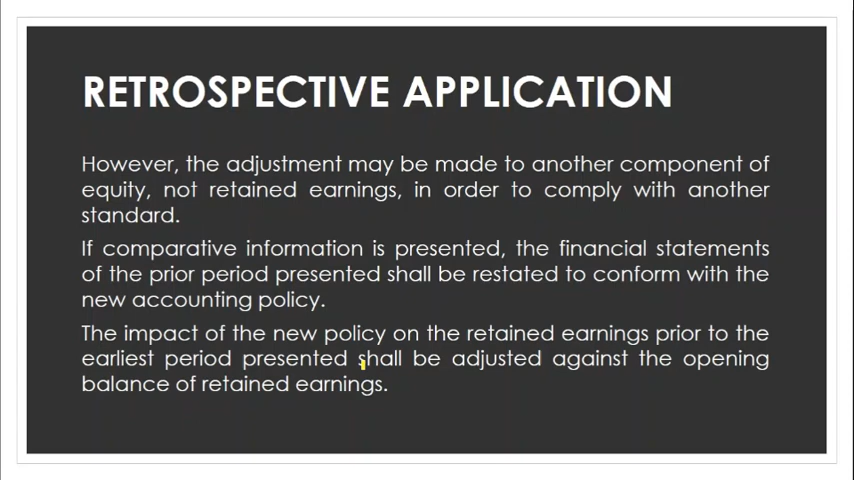 RETROSPECTIVE APPLICATION
However, the adjustment may be made to another component of
equity, not retained earnings, in order to comply with another
standard.
If comparative information is presented, the financial statements
of the prior period presented shall be restated to conform with the
new accounting policy.
The impact of the new policy on the retained earnings prior to the
earliest period presented shall be adjusted against the opening
balance of retained earnings.